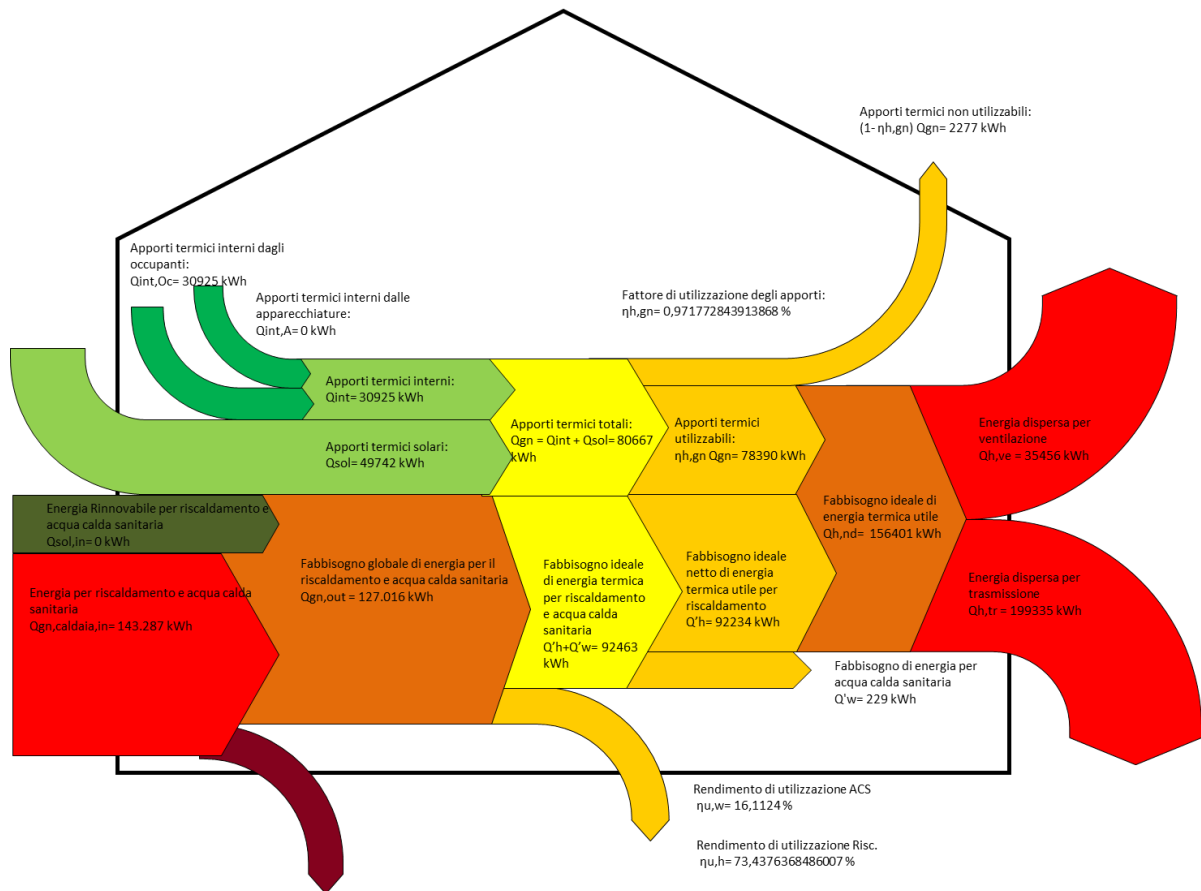 Apporti termici non utilizzabili:
(1- ηh,gn) Qgn= 2277 kWh
Apporti termici interni dagli
occupanti:
Qint,Oc= 30925 kWh
Apporti termici interni dalle
apparecchiature:
Qint,A= 0 kWh
Fattore di utilizzazione degli apporti:
ηh,gn= 0,971772843913868 %
Apporti termici interni:
Qint= 30925 kWh
Apporti termici solari:
Qsol= 49742 kWh
Apporti termici totali:
Qgn = Qint + Qsol= 80667
kWh
Apporti termici
utilizzabili:
ηh,gn Qgn= 78390 kWh
Energia dispersa per
ventilazione
Qh,ve = 35456 kWh
Energia Rinnovabile per riscaldamento e
acqua calda sanitaria
Qsol,in= 0 kWh
Fabbisogno ideale di
energia termica utile
Qh,nd= 156401 kWh
Energia per riscaldamento e acqua calda
sanitaria
Qgn,caldaia,in= 143.287 kWh
Fabbisogno globale di energia per il
riscaldamento e acqua calda sanitaria
Qgn,out = 127.016 kWh
Fabbisogno ideale
di energia termica
per riscaldamento
e acqua calda
sanitaria
Q’h+Q’w= 92463
kWh
Fabbisogno ideale
netto di energia
termica utile per
riscaldamento
Q’h= 92234 kWh
Energia dispersa per
trasmissione
Qh,tr = 199335 kWh
Fabbisogno di energia per
acqua calda sanitaria
Q'w= 229 kWh
Rendimento di utilizzazione ACS
ηu,w= 16,1124 %
Rendimento di utilizzazione Risc.
ηu,h= 73,4376368486007 %